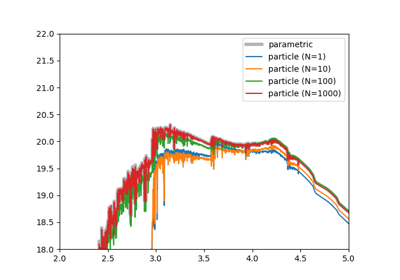 22.0
21.5
21.0
20.5
20.0
19.5
19.0
18.5
18.0
2.0 2.5 3.0 3.5 4.0 4.5 5.0
parametric
particle (N=1)
particle (N=10)
particle (N=100)
particle (N=1000)